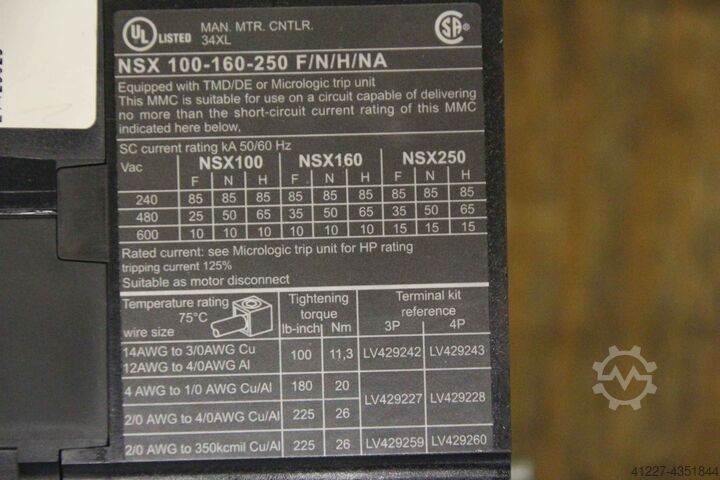 UL LISTED MAN. MTR. CNTLR.
34XL
SA
NSX 100-160-250 F/N/H/NA
Equipped with TMD/DE or Micrologic trip unit
This MMC is suitable for use on a circuit capable of delivering
no more than the short-circuit current rating of this MMC
indicated here below,
SC current rating kA 50/60 Hz
Vac NSX100 NSX160 NSX250
F N H F N H F N H
240 85 85 85 85 85 85 85 85 85
480 25 50 65 35 50 65 35 50 65
600 10 10 10 10 10 10 15 15 15
Rated current: see Micrologic trip unit for HP rating
tripping current 125%
Suitable as motor disconnect
Temperature rating Tightening Terminal kit
75°C torque reference
wire size lb-inch Nm 3P 4P
14AWG to 3/0AWG Cu 100 11,3 LV429242 LV429243
12AWG to 4/0AWG Al
4 AWG to 1/0 AWG Cu/Al 180 20 LV429227 LV429228
2/0 AWG to 4/0AWG Cu/Al 225 26
2/0 AWG to 350kcmil Cu/Al 225 26 LV429259 LV429260
41227-4351844